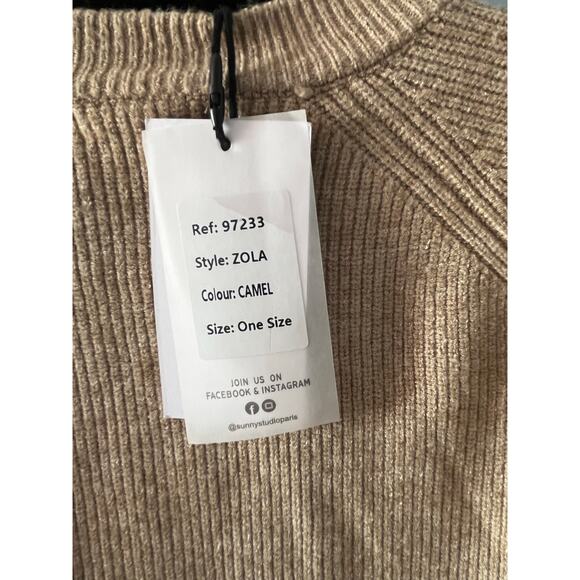 Ref: 97233
Style: ZOLA
Colour: CAMEL
Size: One Size
JOIN US ON
FACEBOOK & INSTAGRAM
@sunnystudioparis